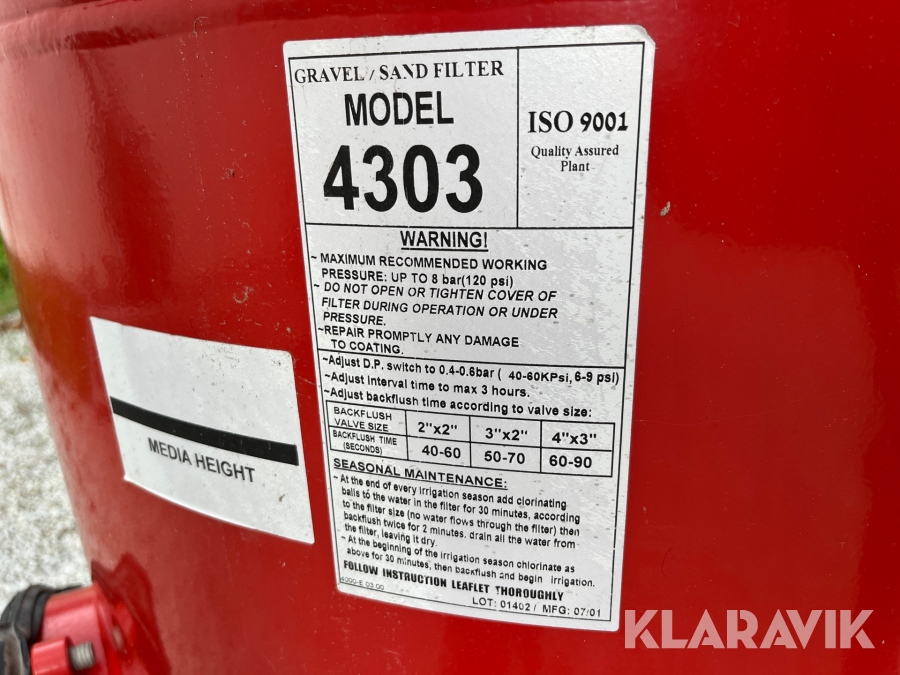 GRAVEL / SAND FILTER
MODEL
4303
ISO 9001
Quality Assured
Plant
WARNING!
~ MAXIMUM RECOMMENDED WORKING
PRESSURE: UP TO 8 bar(120 psi)
~ DO NOT OPEN OR TIGHTEN COVER OF
FILTER DURING OPERATION OR UNDER
PRESSURE.
~REPAIR PROMPTLY ANY DAMAGE
TO COATING.
~Adjust D.P. switch to 0.4-0.6bar ( 40-60KPsi, 6-9 psi)
~Adjust interval time to max 3 hours.
~Adjust backflush time according to valve size:
BACKFLUSH
VALVE SIZE
2"x2" 3"x2" 4"x3"
BACKFLUSH TIME
(SECONDS)
40-60 50-70 60-90
SEASONAL MAINTENANCE:
~ At the end of every irrigation season add clorinating
balls to the water in the filter for 30 minutes, according
to the filter size (no water flows through the filter) then
backflush twice for 2 minutes. drain all the water from
the filter, leaving it dry.
~ At the beginning of the irrigation season chlorinate as
above for 30 minutes, then backflush and begin irrigation.
FOLLOW INSTRUCTION LEAFLET THOROUGHLY
4000-E 03.00
LOT: 01402 / MFG: 07/01
MEDIA HEIGHT
KLARAVIK